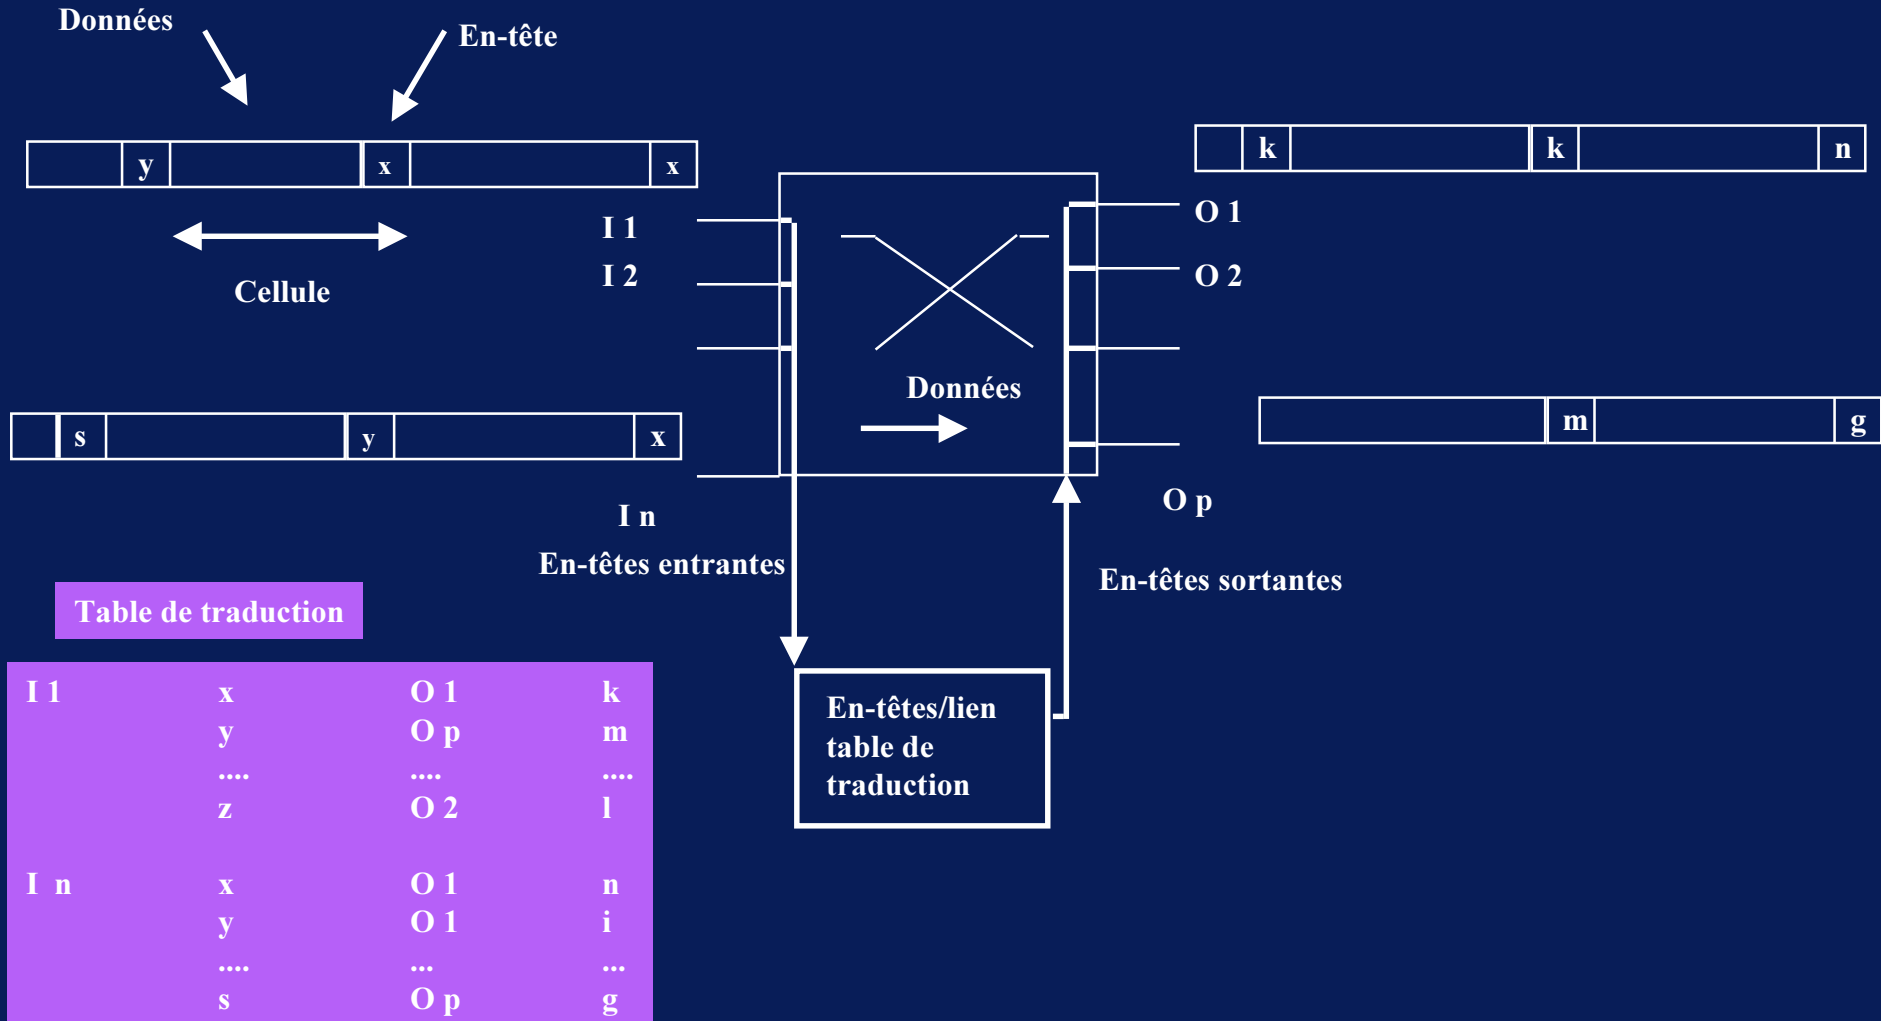 Données
En-tête
y x x
k k n
I 1
O 1
I 2
O 2
Cellule
Données
s y x
m g
I n
O p
En-têtes entrantes
En-têtes sortantes
Table de traduction
I 1 x O 1 k
y O p m
.... .... ....
z O 2 l
I n x O 1 n
y O 1 i
.... ... ...
s O p g
En-têtes/lien
table de
traduction